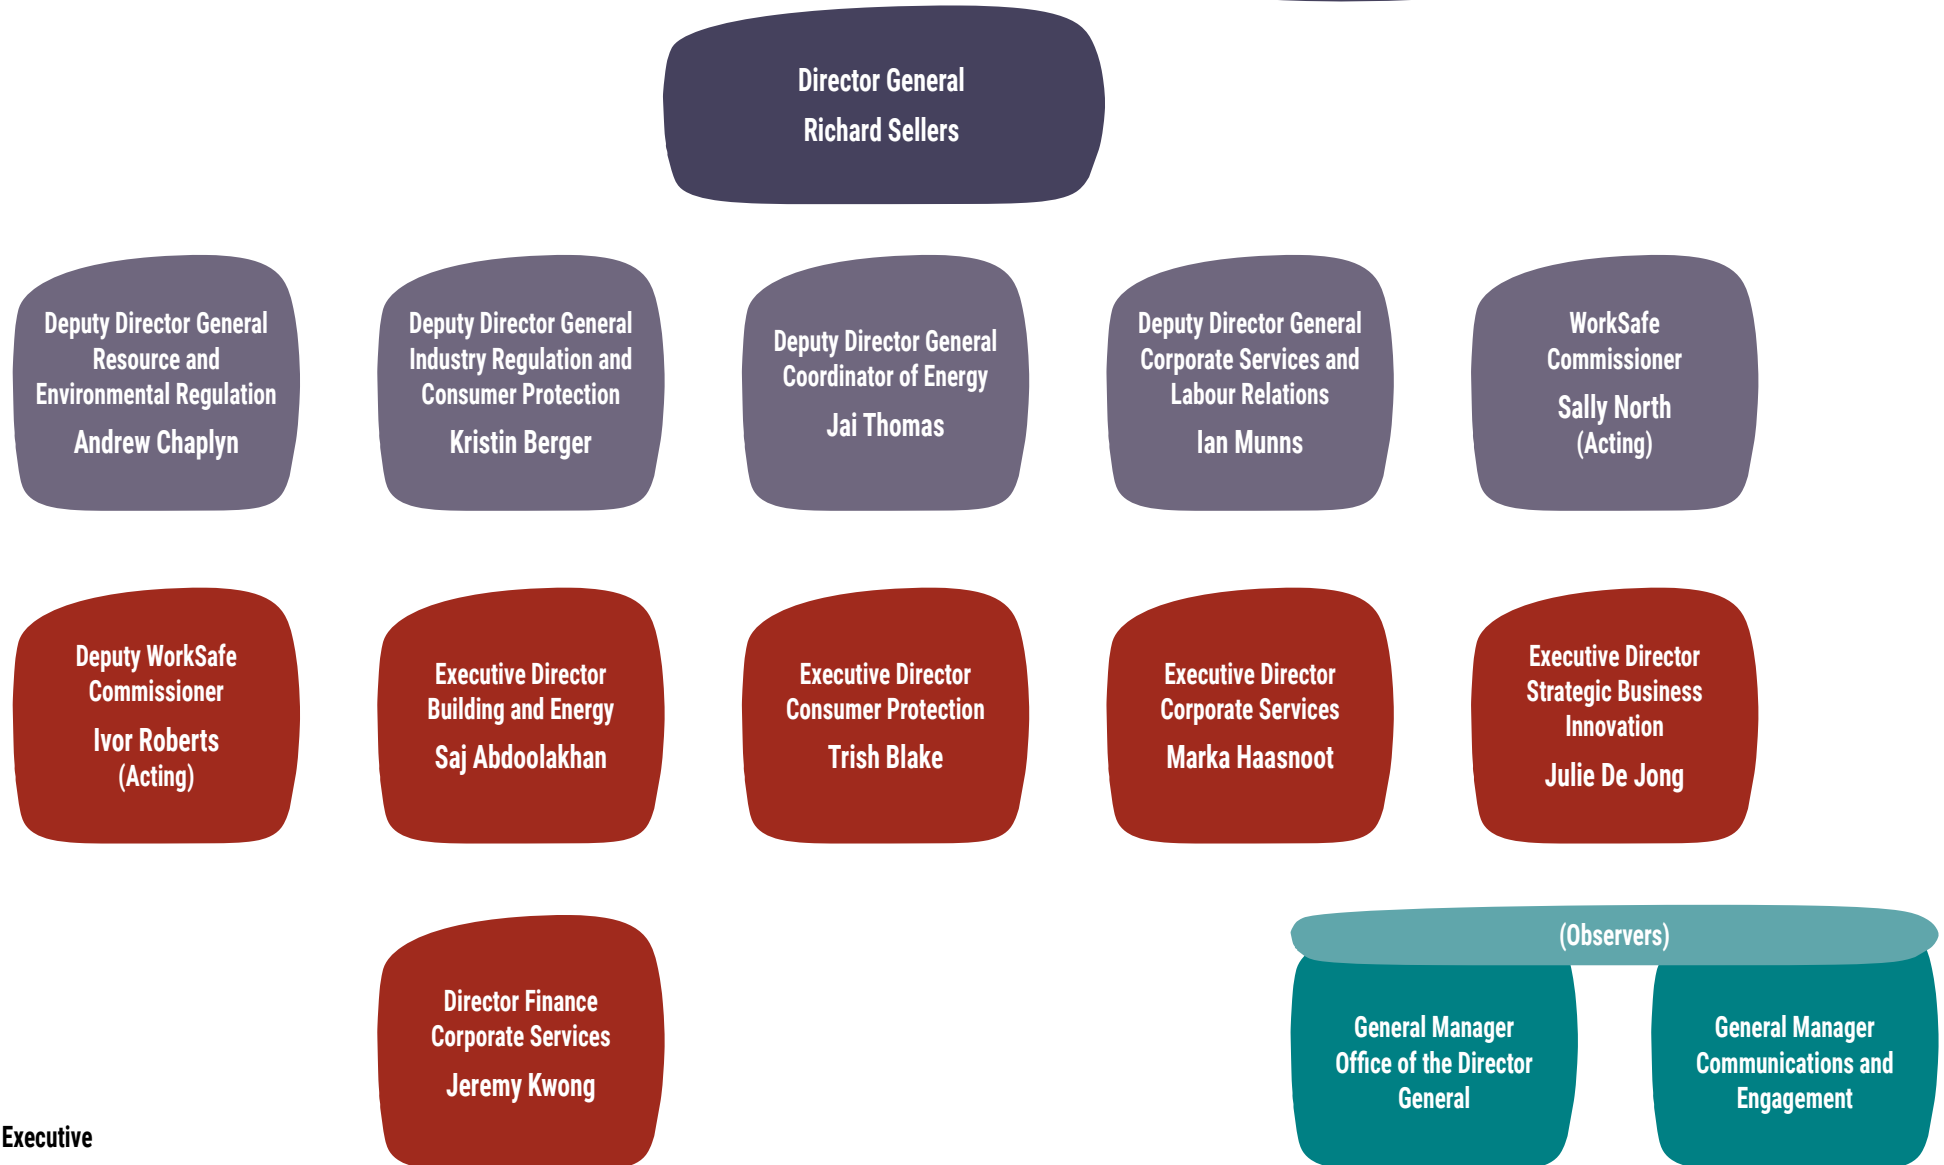 Director General
Richard Sellers
Deputy Director General
Resource and
Environmental Regulation
Andrew Chaplyn
Deputy Director General
Industry Regulation and
Consumer Protection
Kristin Berger
Deputy Director General
Coordinator of Energy
Jai Thomas
Deputy Director General
Corporate Services and
Labour Relations
Ian Munns
WorkSafe
Commissioner
Sally North
(Acting)
Deputy WorkSafe
Commissioner
Ivor Roberts
(Acting)
Executive Director
Building and Energy
Saj Abdoolakhan
Executive Director
Consumer Protection
Trish Blake
Executive Director
Corporate Services
Marka Haasnoot
Executive Director
Strategic Business
Innovation
Julie De Jong
Director Finance
Corporate Services
Jeremy Kwong
(Observers)
General Manager
Office of the Director
General
General Manager
Communications and
Engagement
Executive